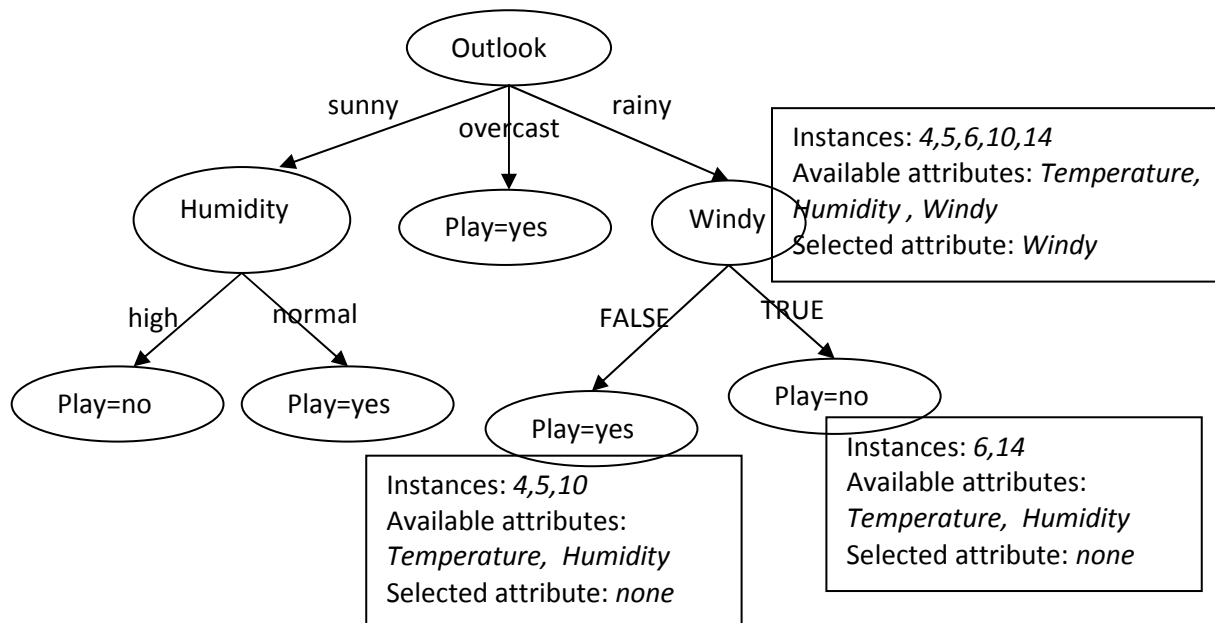 Outlook
sunny
overcast
rainy
Instances: 4,5,6,10,14
Available attributes: Temperature,
Humidity , Windy
Selected attribute: Windy
Humidity
Play=yes
Windy
high
normal
FALSE
TRUE
Play=no
Play=yes
Play=yes
Play=no
Instances: 4,5,10
Available attributes:
Temperature, Humidity
Selected attribute: none
Instances: 6,14
Available attributes:
Temperature, Humidity
Selected attribute: none